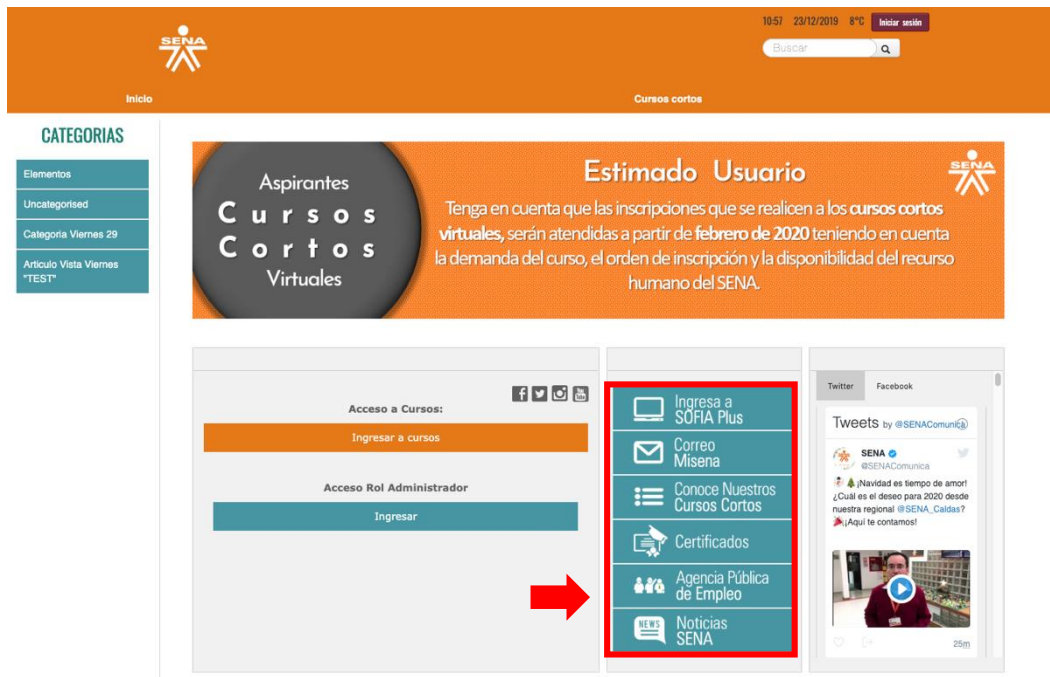 SENA
10:57 23/12/2019 8°C Iniciar sesión
Buscar
Inicio
Cursos cortos
CATEGORIAS
Elementos
Uncategorised
Categoria Viernes 29
Articulo Vista Viernes
"TEST"
Aspirantes
Cursos
Cortos
Virtuales
Estimado Usuario
SENA
Tenga en cuenta que las inscripciones que se realicen a los cursos cortos
virtuales, serán atendidas a partir de febrero de 2020 teniendo en cuenta
la demanda del curso, el orden de inscripción y la disponibilidad del recurso
humano del SENA.
Acceso a Cursos:
Ingresar a cursos
Acceso Rol Administrador
Ingresar
Ingresa a
SOFIA Plus
Correo
Misena
Conoce Nuestros
Cursos Cortos
Certificados
Agencia Pública
de Empleo
NEWS
Noticias
SENA
Twitter Facebook
Tweets by @SENAComunica
SENA
@SENAComunica
¡Navidad es tiempo de amor!
¿Cuál es el deseo para 2020 desde
nuestra regional @SENA_Caldas?
¡¡Aquí te contamos!
25m